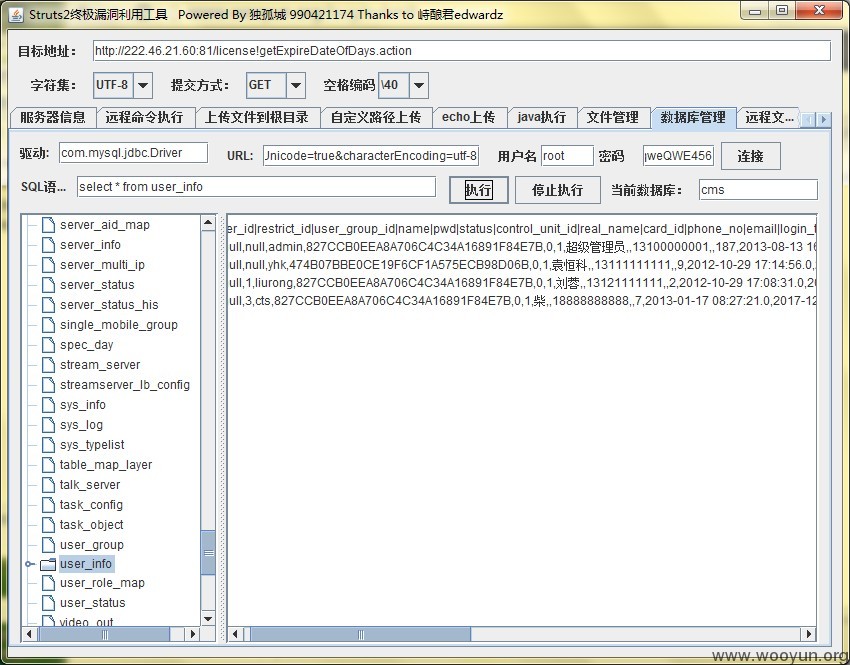 Struts2终极漏洞利用工具 Powered By 独孤城 990421174 Thanks to 峙酿君edwardz
目标地址: http://222.46.21.60:81/license!getExpireDateOfDays.action
字符集: UTF-8 提交方式: GET 空格编码 \40
服务器信息 远程命令执行 上传文件到根目录 自定义路径上传 echo上传 java执行 文件管理 数据库管理 远程文...
驱动: com.mysql.jdbc.Driver URL: Unicode=true&characterEncoding=utf-8 用户名 root 密码 qweQWE456 连接
SQL语... select * from user_info 执行 停止执行 当前数据库: cms
server_aid_map
server_info
server_multi_ip
server_status
server_status_his
single_mobile_group
spec_day
stream_server
streamserver_lb_config
sys_info
sys_log
sys_typelist
table_map_layer
talk_server
task_config
task_object
user_group
user_info
user_role_map
user_status
video_out
er_id|restrict_id|user_group_id|name|pwd|status|control_unit_id|real_name|card_id|phone_no|email|login_t
ull,null,admin,827CCB0EEA8A706C4C34A16891F84E7B,0,1,超级管理员,,13100000001,,187,2013-08-13 16
ull,null,yhk,474B07BBE0CE19F6CF1A575ECB98D06B,0,1,袁恒科,,13111111111,,9,2012-10-29 17:14:56.0,
ull,1,liurong,827CCB0EEA8A706C4C34A16891F84E7B,0,1,刘蓉,,13121111111,,2,2012-10-29 17:08:31.0,20
ull,3,cts,827CCB0EEA8A706C4C34A16891F84E7B,0,1,柴,,18888888888,,7,2013-01-17 08:27:21.0,2017-12
www.wooyun.org